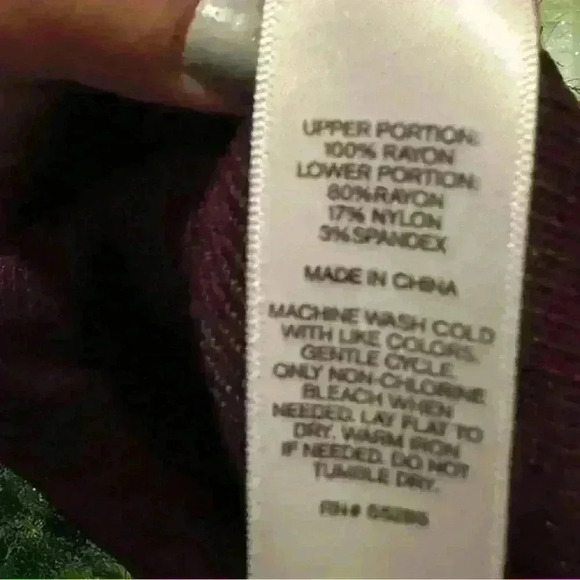 UPPER PORTION:
100% RAYON
LOWER PORTION:
80%RAYON
17% NYLON
3%SPANDEX
MADE IN CHINA
MACHINE WASH COLD
WITH LIKE COLORS.
GENTLE CYCLE.
ONLY NON-CHLORINE
BLEACH WHEN
NEEDED. LAY FLAT TO
DRY. WARM IRON
IF NEEDED. DO NOT
TUMBLE DRY.
RN#